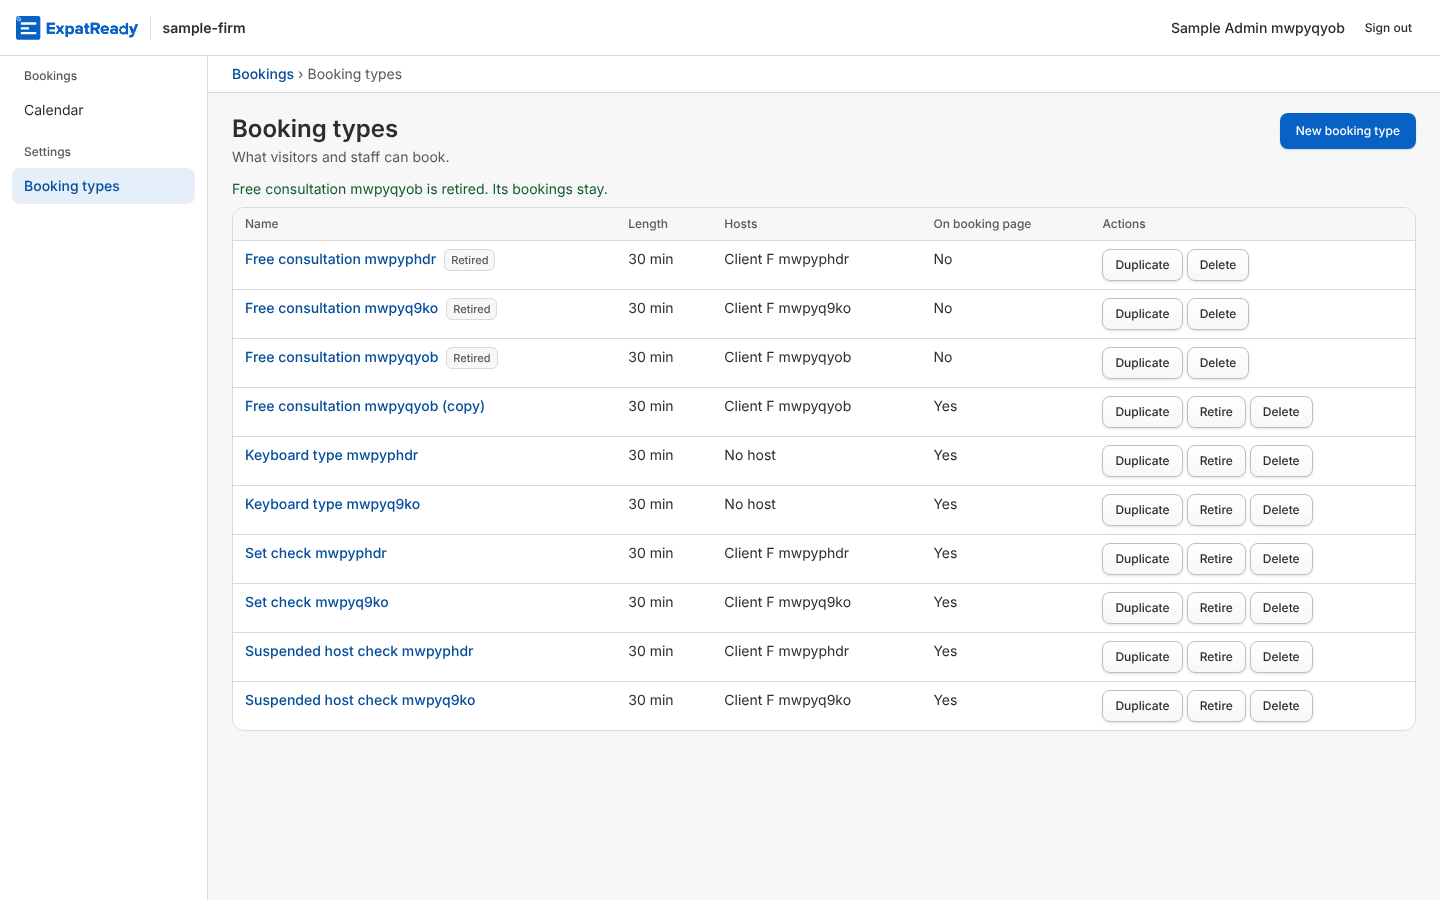 ExpatReady sample-firm Sample Admin mwpyqyob Sign out
Bookings
Calendar
Settings
Booking types
Bookings › Booking types
Booking types
New booking type
What visitors and staff can book.
Free consultation mwpyqyob is retired. Its bookings stay.
Name Length Hosts On booking page Actions
Free consultation mwpyphdr Retired 30 min Client F mwpyphdr No Duplicate Delete
Free consultation mwpyq9ko Retired 30 min Client F mwpyq9ko No Duplicate Delete
Free consultation mwpyqyob Retired 30 min Client F mwpyqyob No Duplicate Delete
Free consultation mwpyqyob (copy) 30 min Client F mwpyqyob Yes Duplicate Retire Delete
Keyboard type mwpyphdr 30 min No host Yes Duplicate Retire Delete
Keyboard type mwpyq9ko 30 min No host Yes Duplicate Retire Delete
Set check mwpyphdr 30 min Client F mwpyphdr Yes Duplicate Retire Delete
Set check mwpyq9ko 30 min Client F mwpyq9ko Yes Duplicate Retire Delete
Suspended host check mwpyphdr 30 min Client F mwpyphdr Yes Duplicate Retire Delete
Suspended host check mwpyq9ko 30 min Client F mwpyq9ko Yes Duplicate Retire Delete